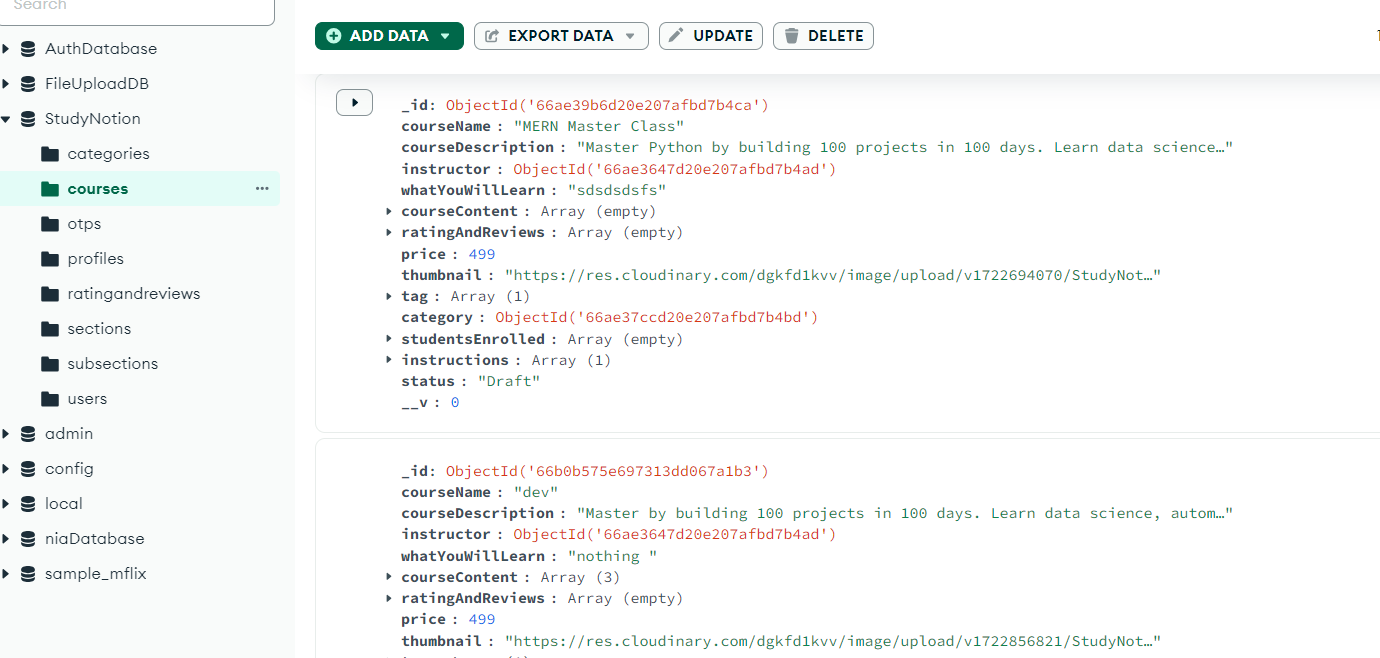 Search
AuthDatabase
FileUploadDB
StudyNotion
categories
courses
otps
profiles
ratingandreviews
sections
subsections
users
admin
config
local
niaDatabase
sample_mflix
ADD DATA
EXPORT DATA
UPDATE
DELETE
_id: ObjectId('66ae39b6d20e207afbd7b4ca')
courseName : "MERN Master Class"
courseDescription : "Master Python by building 100 projects in 100 days. Learn data science…"
instructor : ObjectId('66ae3647d20e207afbd7b4ad')
whatYouWillLearn : "sdsdsdsfs"
courseContent : Array (empty)
ratingAndReviews : Array (empty)
price : 499
thumbnail : "https://res.cloudinary.com/dgkfd1kvv/image/upload/v1722694070/StudyNot…"
tag : Array (1)
category : ObjectId('66ae37ccd20e207afbd7b4bd')
studentsEnrolled : Array (empty)
instructions : Array (1)
status : "Draft"
__v : 0
_id: ObjectId('66b0b575e697313dd067a1b3')
courseName : "dev"
courseDescription : "Master by building 100 projects in 100 days. Learn data science, autom…"
instructor : ObjectId('66ae3647d20e207afbd7b4ad')
whatYouWillLearn : "nothing "
courseContent : Array (3)
ratingAndReviews : Array (empty)
price : 499
thumbnail : "https://res.cloudinary.com/dgkfd1kvv/image/upload/v1722856821/StudyNot…"